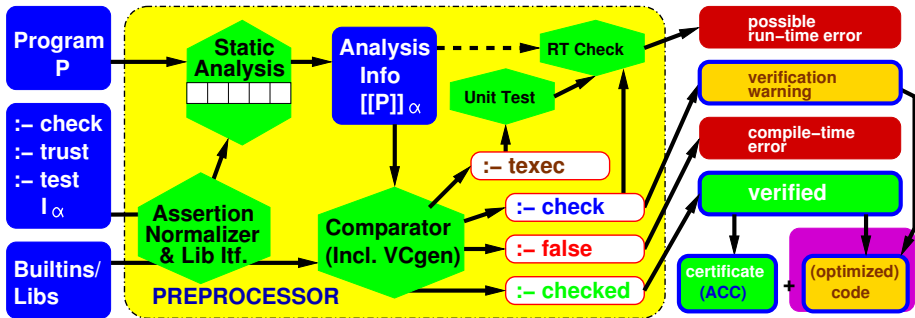 Program
P
:– check
:– trust
:– test
I α
Builtins/
Libs
Static
Analysis
Assertion
Normalizer
& Lib Itf.
PREPROCESSOR
Analysis
Info
[[P]] α
Comparator
(Incl. VCgen)
RT Check
Unit Test
:– texec
:– check
:– false
:– checked
possible
run–time error
verification
warning
compile–time
error
verified
certificate
(ACC)
+
(optimized)
code